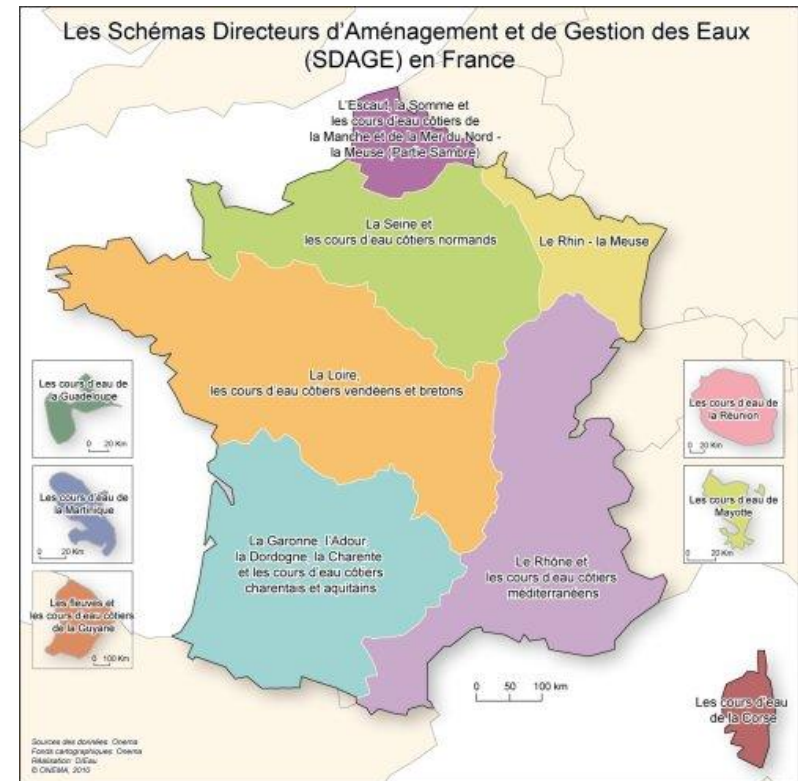 Les Schémas Directeurs d'Aménagement et de Gestion des Eaux
(SDAGE) en France
L'Escaut, la Somme et
les cours d'eau côtiers de
la Manche et de la Mer du Nord -
la Meuse (Partie Sambre)
La Seine et
les cours d'eau côtiers normands
Le Rhin - la Meuse
La Loire,
les cours d'eau côtiers vendéens et bretons
Les cours d'eau de
la Guadeloupe
0 20 Km
Les cours d'eau de
la Réunion
0 20 Km
Les cours d'eau de
la Martinique
0 20 Km
Les cours d'eau de
Mayotte
0 20 Km
La Garonne, l'Adour,
la Dordogne, la Charente
et les cours d'eau côtiers
charentais et aquitains
Le Rhône et
les cours d'eau côtiers
méditerranéens
Les fleuves et
les cours d'eau côtiers
de la Guyane
0 100 Km
0 50 100 km
Les cours d'eau
de la Corse
Sources des données: Onema
Fonds cartographiques: Onema
Réalisation: OIEau
© ONEMA, 2010